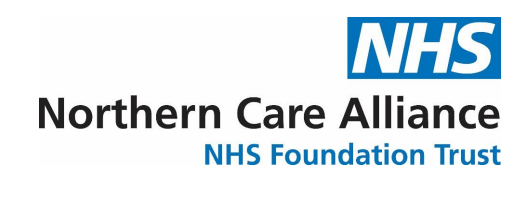 NHS
Northern Care Alliance
NHS Foundation Trust